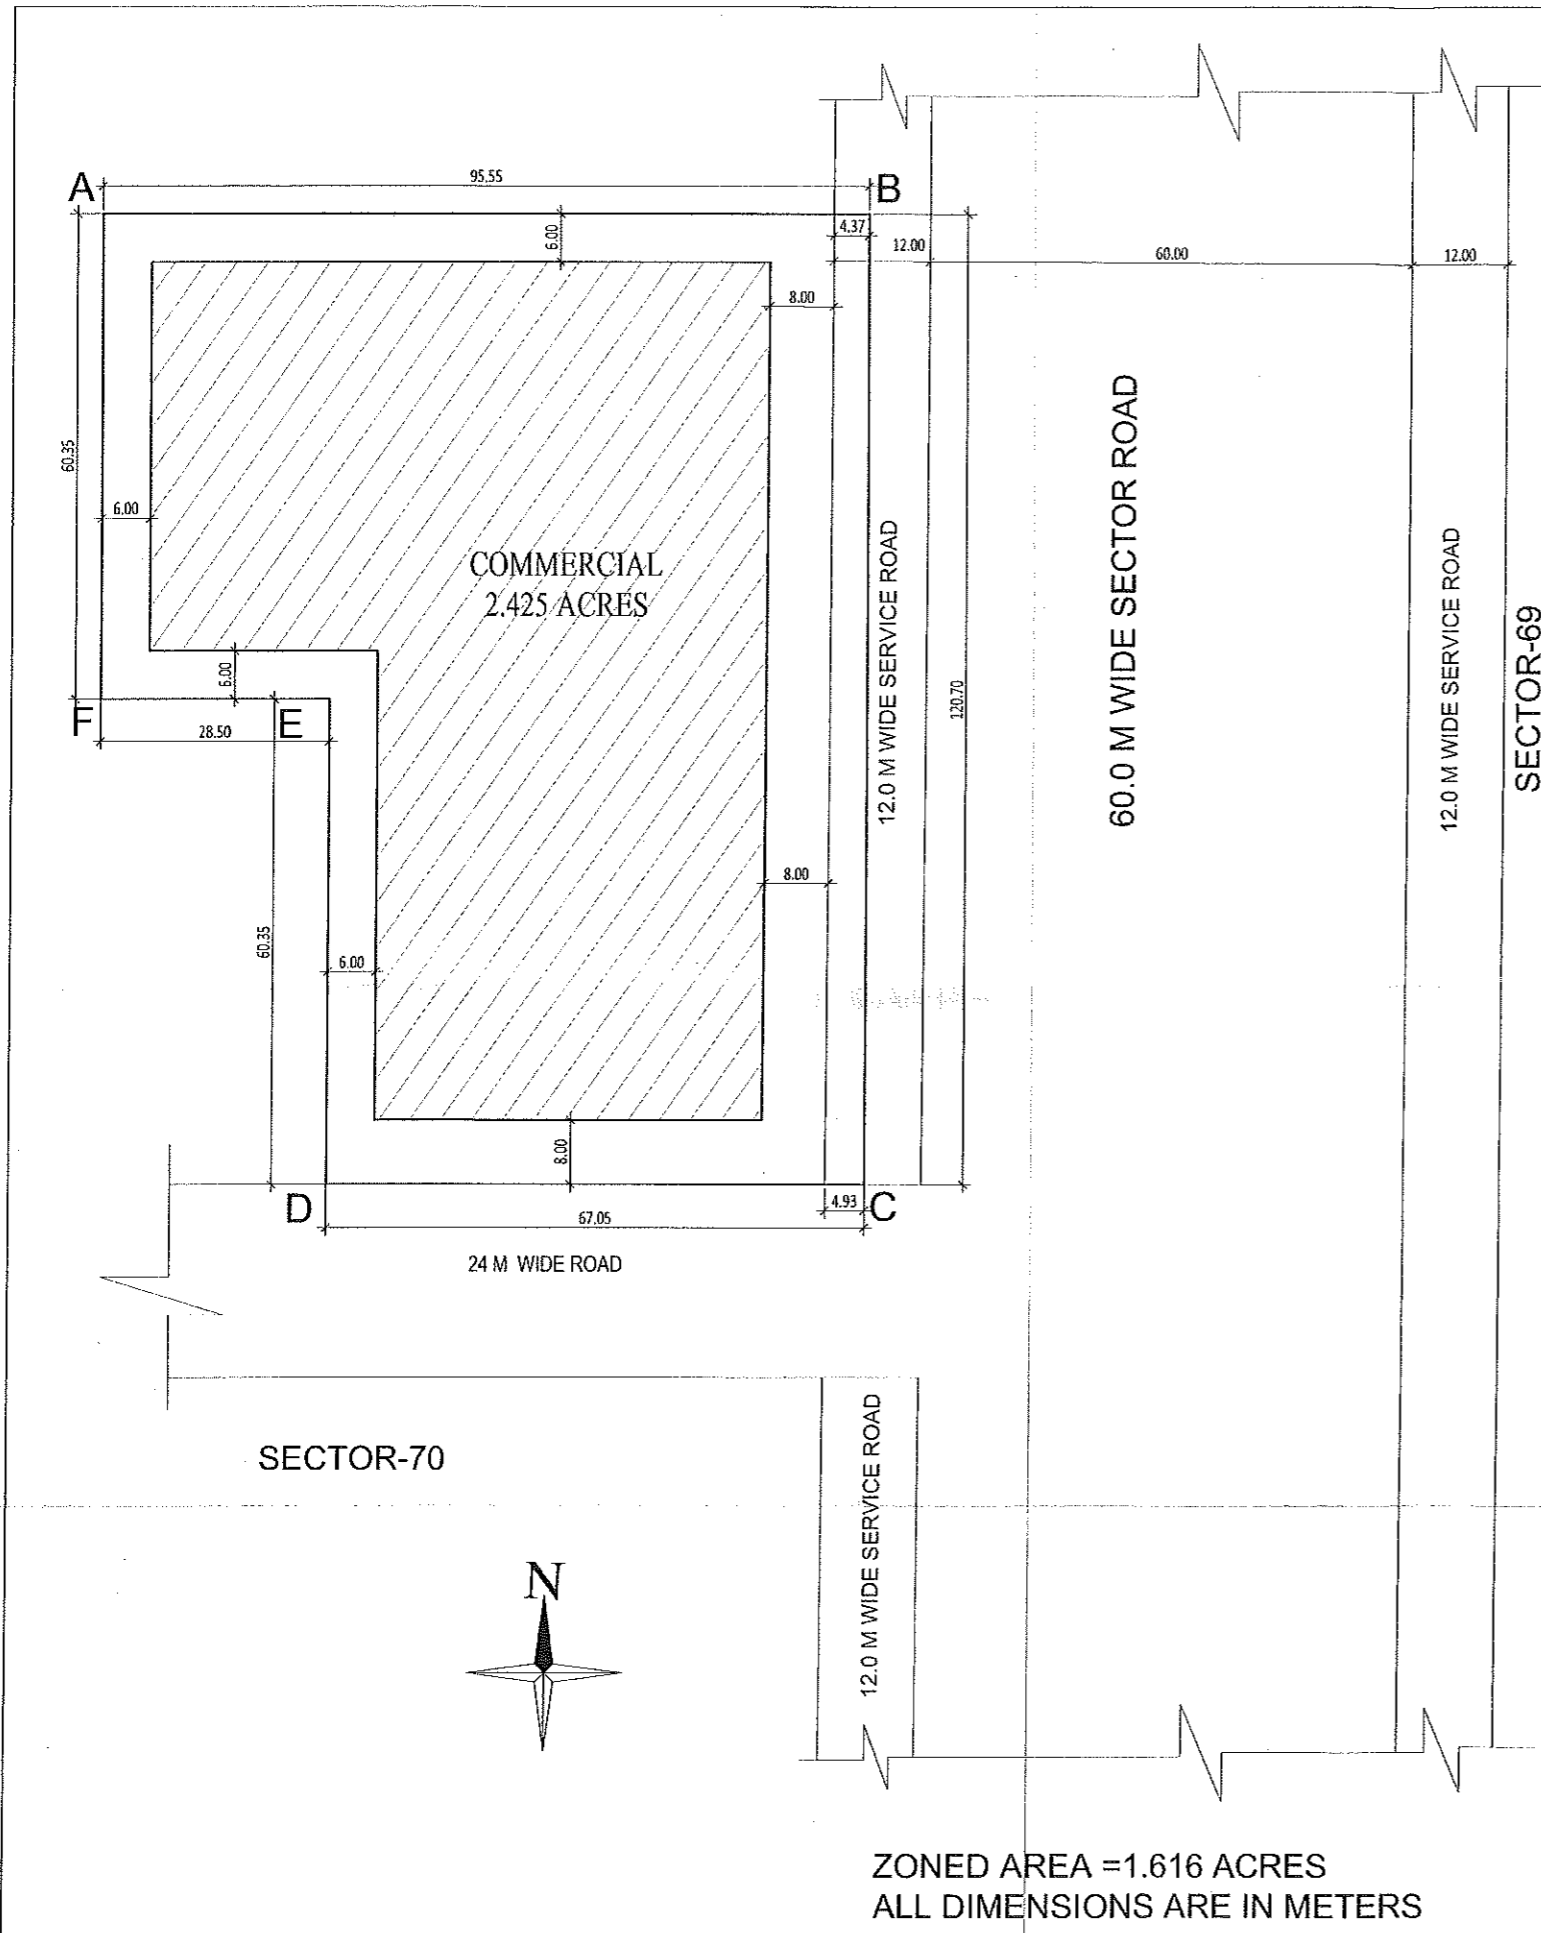 A
95.55
B
6.00
4.37
12.00
60.00
12.00
8.00
60.35
6.00
COMMERCIAL
2.425 ACRES
12.0 M WIDE SERVICE ROAD
60.0 M WIDE SECTOR ROAD
12.0 M WIDE SERVICE ROAD
SECTOR-69
6.00
120.70
F
28.50
E
8.00
60.35
6.00
8.00
D
67.05
4.93
C
24 M WIDE ROAD
SECTOR-70
12.0 M WIDE SERVICE ROAD
N
ZONED AREA =1.616 ACRES
ALL DIMENSIONS ARE IN METERS